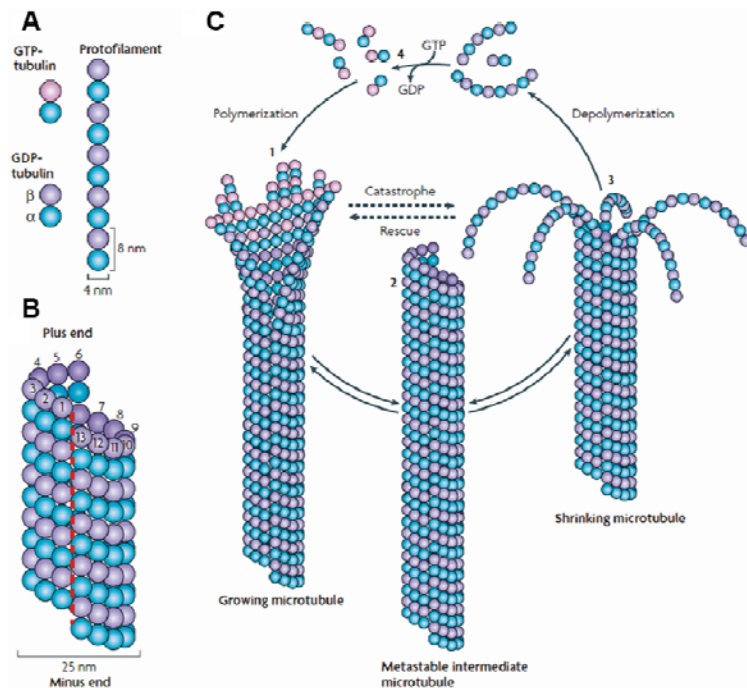 A
GTP-
tubulin
Protofilament
GDP-
tubulin
β
α
8 nm
4 nm
B
Plus end
4 5 6
3 2 1
7 8 9
13 12 11 10
25 nm
Minus end
C
4
GTP
GDP
Polymerization
Depolymerization
1
Catastrophe
Rescue
2
3
Growing microtubule
Metastable intermediate
microtubule
Shrinking microtubule